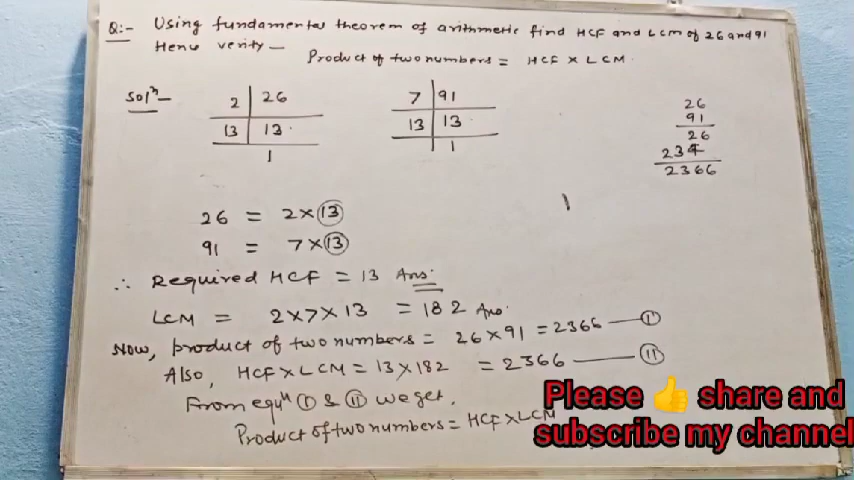 Q:- Using fundamental theorem of arithmetic find HCF and LCM of 26 and 91
Hence verity -
Product of two numbers = HCF X LCM.
Solⁿ-
2 | 26
13 | 13
1
7 | 91
13 | 13
1
26
91
26
234
2366
26 = 2 × 13
91 = 7 × 13
∴ Required HCF = 13 Ans.
LCM = 2×7×13 = 182 Ans.
Now, product of two numbers = 26 × 91 = 2366 — I
Also, HCF X LCM = 13 × 182 = 2366 — II
From equⁿ I & II we get,
Product of two numbers = HCF X LCM
Please 👍 share and
subscribe my channel